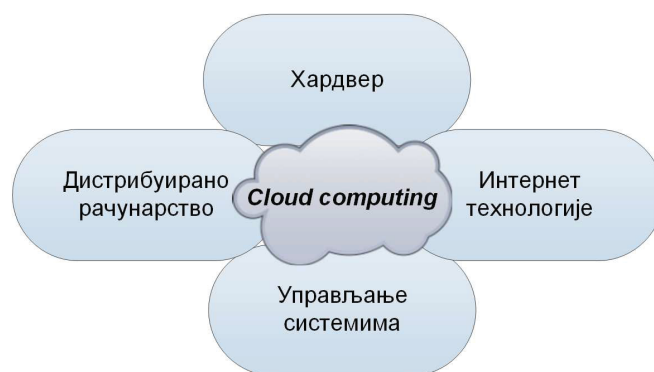 Хардвер
Дистрибуирано
рачунарство
Cloud computing
Интернет
технологије
Управљање
системима